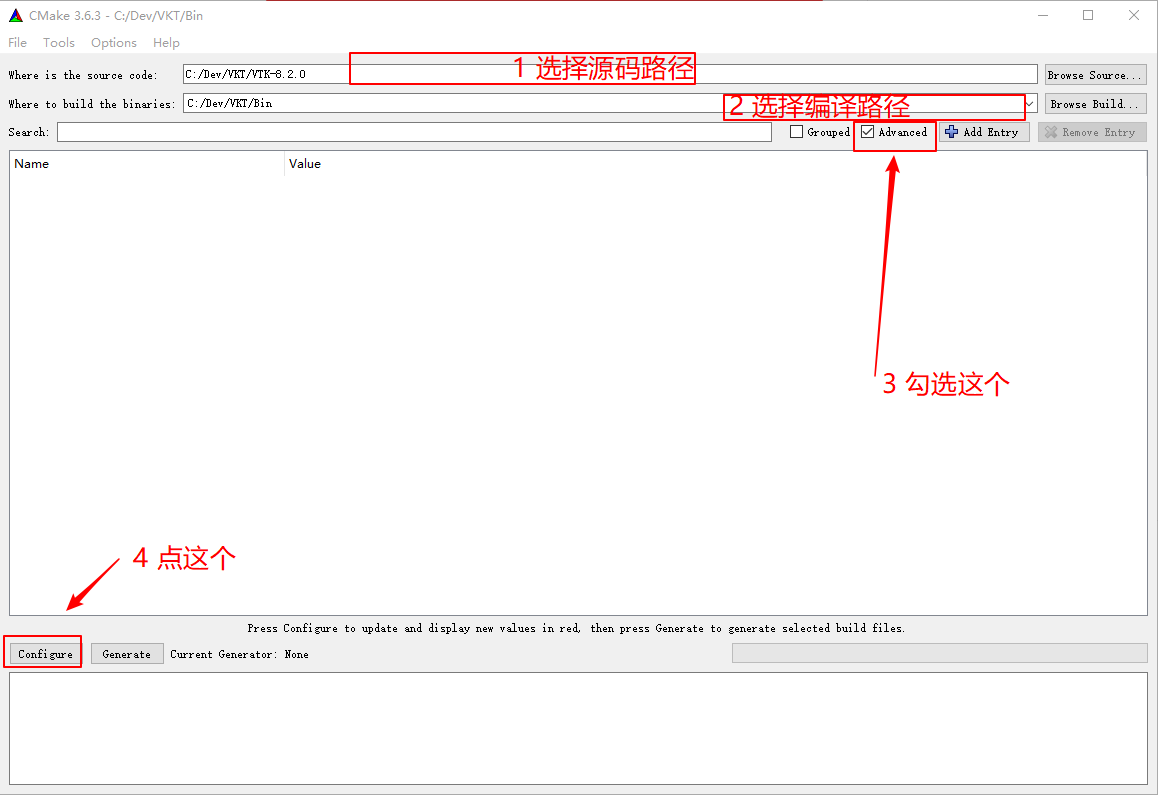 CMake 3.6.3 - C:/Dev/VKT/Bin
File Tools Options Help
Where is the source code: C:/Dev/VKT/VTK-8.2.0 1 选择源码路径 Browse Source...
Where to build the binaries: C:/Dev/VKT/Bin 2 选择编译路径 Browse Build...
Search: Grouped Advanced Add Entry Remove Entry
Name Value
3 勾选这个
4 点这个
Press Configure to update and display new values in red, then press Generate to generate selected build files.
Configure Generate Current Generator: None